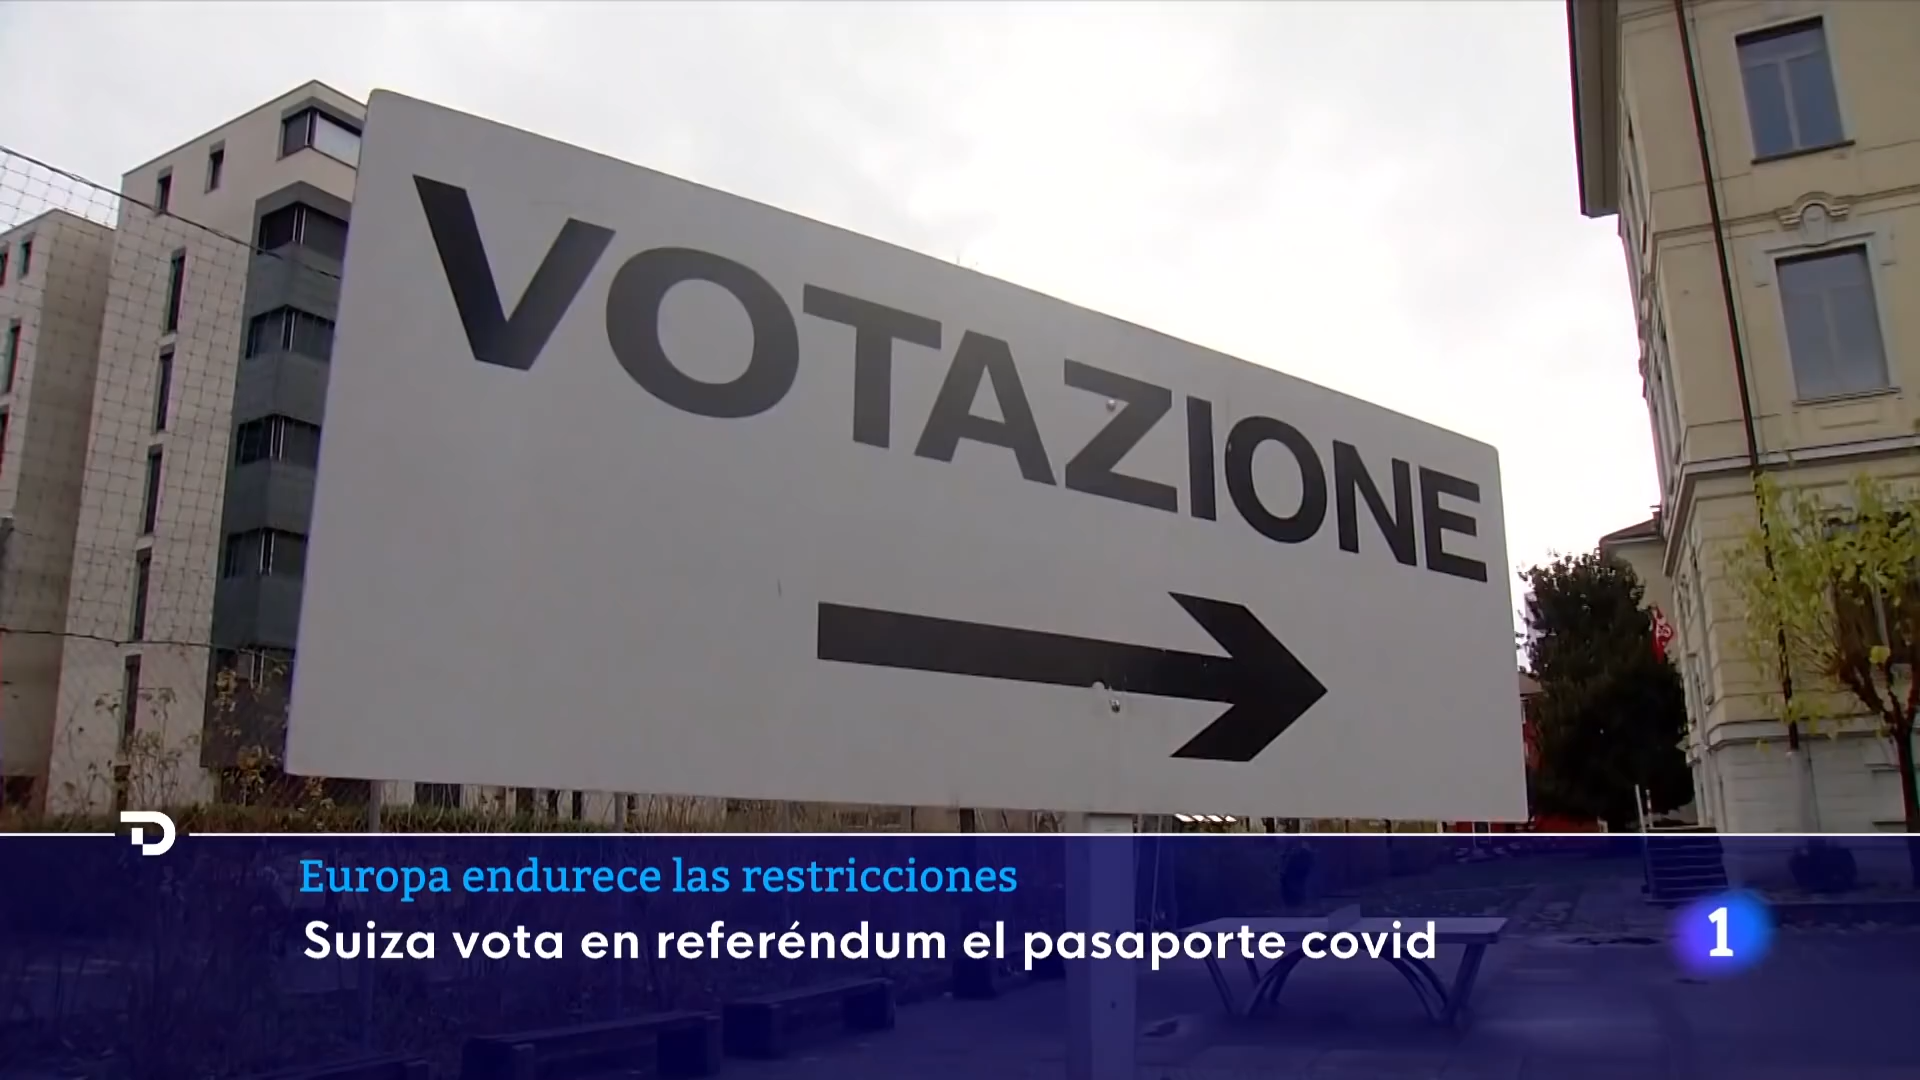 VOTAZIONE
Europa endurece las restricciones
Suiza vota en referéndum el pasaporte covid
1